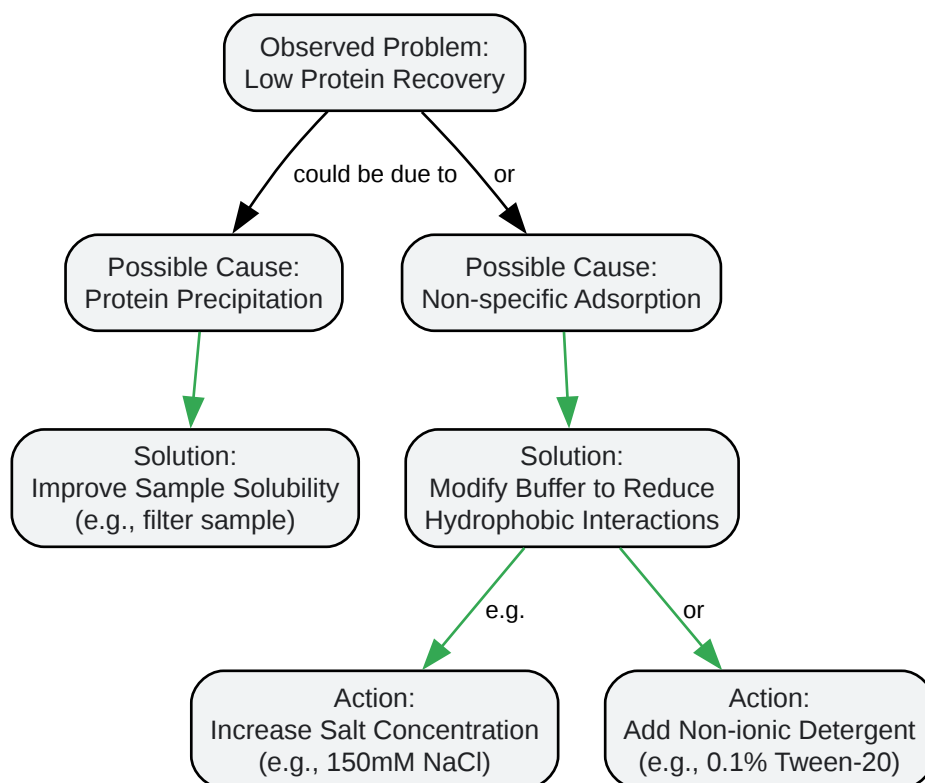 Observed Problem:
Low Protein Recovery
could be due to
or
Possible Cause:
Protein Precipitation
Possible Cause:
Non-specific Adsorption
Solution:
Improve Sample Solubility
(e.g., filter sample)
Solution:
Modify Buffer to Reduce
Hydrophobic Interactions
e.g.
or
Action:
Increase Salt Concentration
(e.g., 150mM NaCl)
Action:
Add Non-ionic Detergent
(e.g., 0.1% Tween-20)